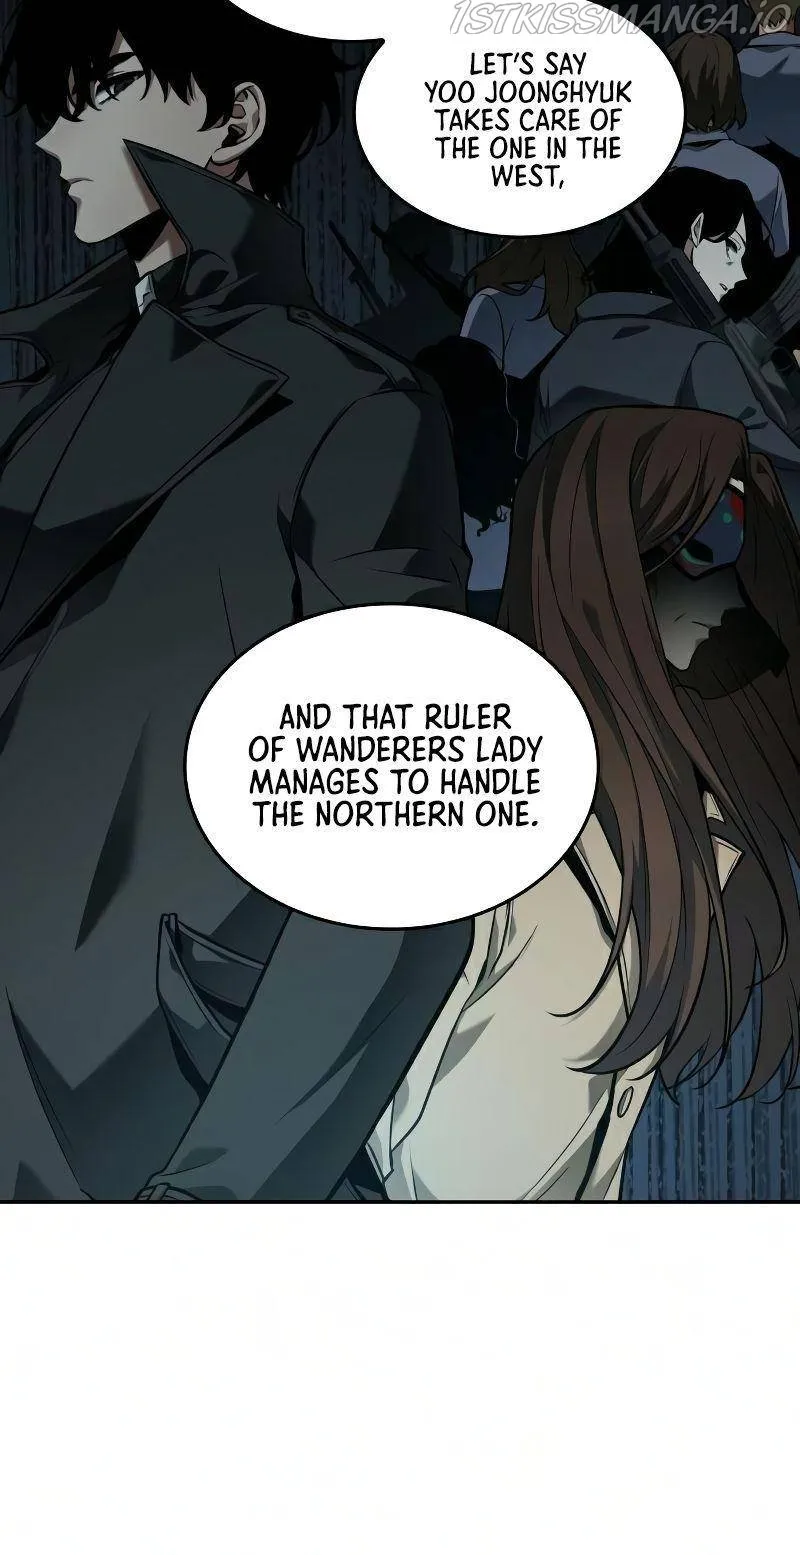 1STKISSMANGA.IO
LET'S SAY
YOO JOONGHYUK
TAKES CARE OF
THE ONE IN THE
WEST,
AND THAT RULER
OF WANDERERS LADY
MANAGES TO HANDLE
THE NORTHERN ONE.